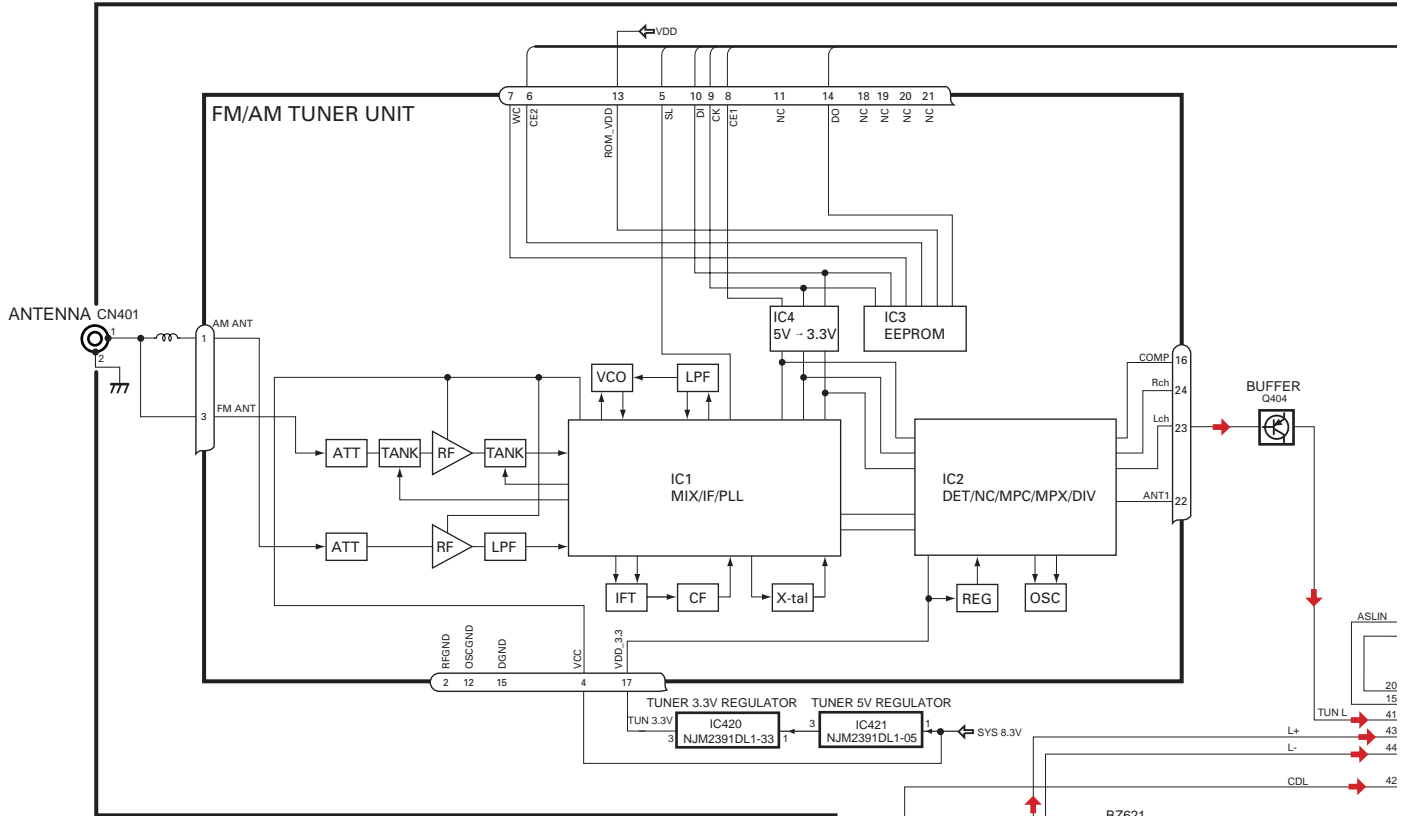 VDD
7 6 13 5 10 9 8 11 14 18 19 20 21
WC
CE2
ROM_VDD
SL
DI
CK
CE1
NC
DO
NC
NC
NC
NC
FM/AM TUNER UNIT
ANTENNA CN401
1
2
AM ANT
1
FM ANT
3
IC4
5V → 3.3V
IC3
EEPROM
VCO
LPF
ATT
TANK
RF
TANK
IC1
MIX/IF/PLL
IC2
DET/NC/MPC/MPX/DIV
COMP 16
Rch 24
Lch 23
ANT1 22
BUFFER
Q404
ATT
RF
LPF
IFT
CF
X-tal
REG
OSC
RFGND
OSCGND
DGND
VCC
VDD_3.3
2 12 15 4 17
TUNER 3.3V REGULATOR
TUNER 5V REGULATOR
TUN 3.3V
3
IC420
NJM2391DL1-33
1
3
IC421
NJM2391DL1-05
1
SYS 8.3V
ASLIN
20
15
TUN L 41
L+ 43
L- 44
CDL 42
BZ621